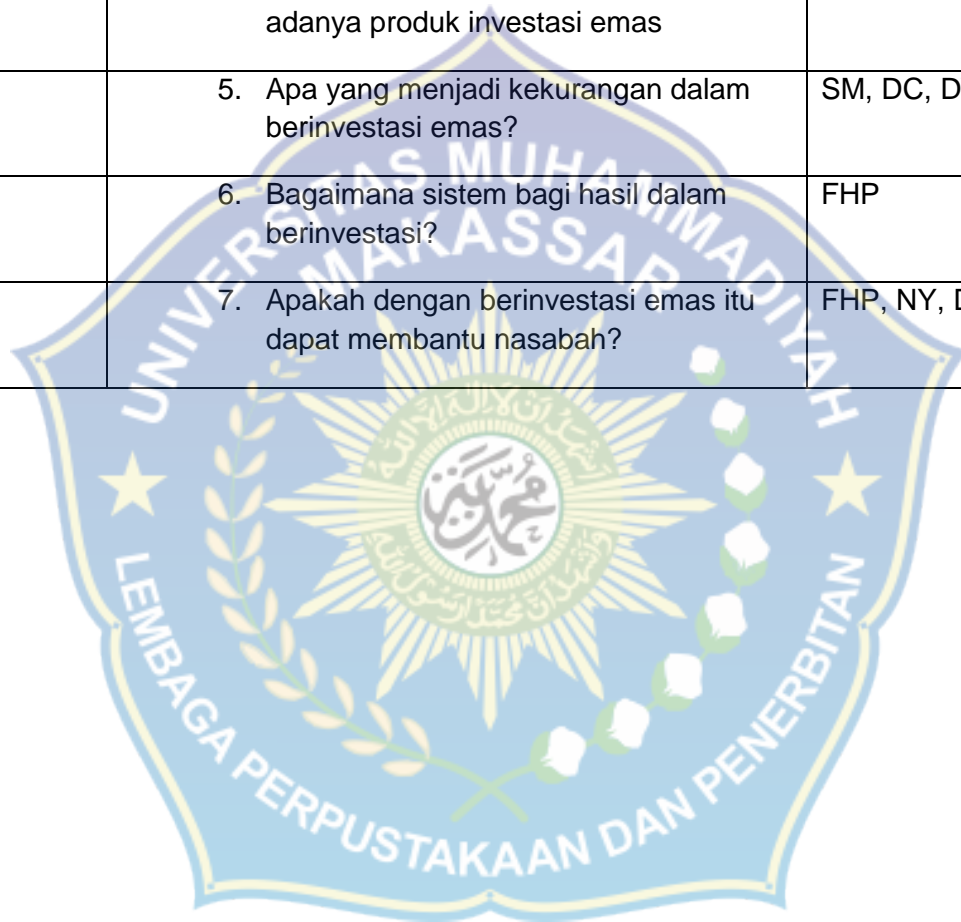 adanya produk investasi emas
5. Apa yang menjadi kekurangan dalam
berinvestasi emas?
SM, DC, D
6. Bagaimana sistem bagi hasil dalam
berinvestasi?
FHP
7. Apakah dengan berinvestasi emas itu
dapat membantu nasabah?
FHP, NY, D
UNIVERSITAS MUHAMMADIYAH
MAKASSAR
LEMBAGA PERPUSTAKAAN DAN PENERBITAN